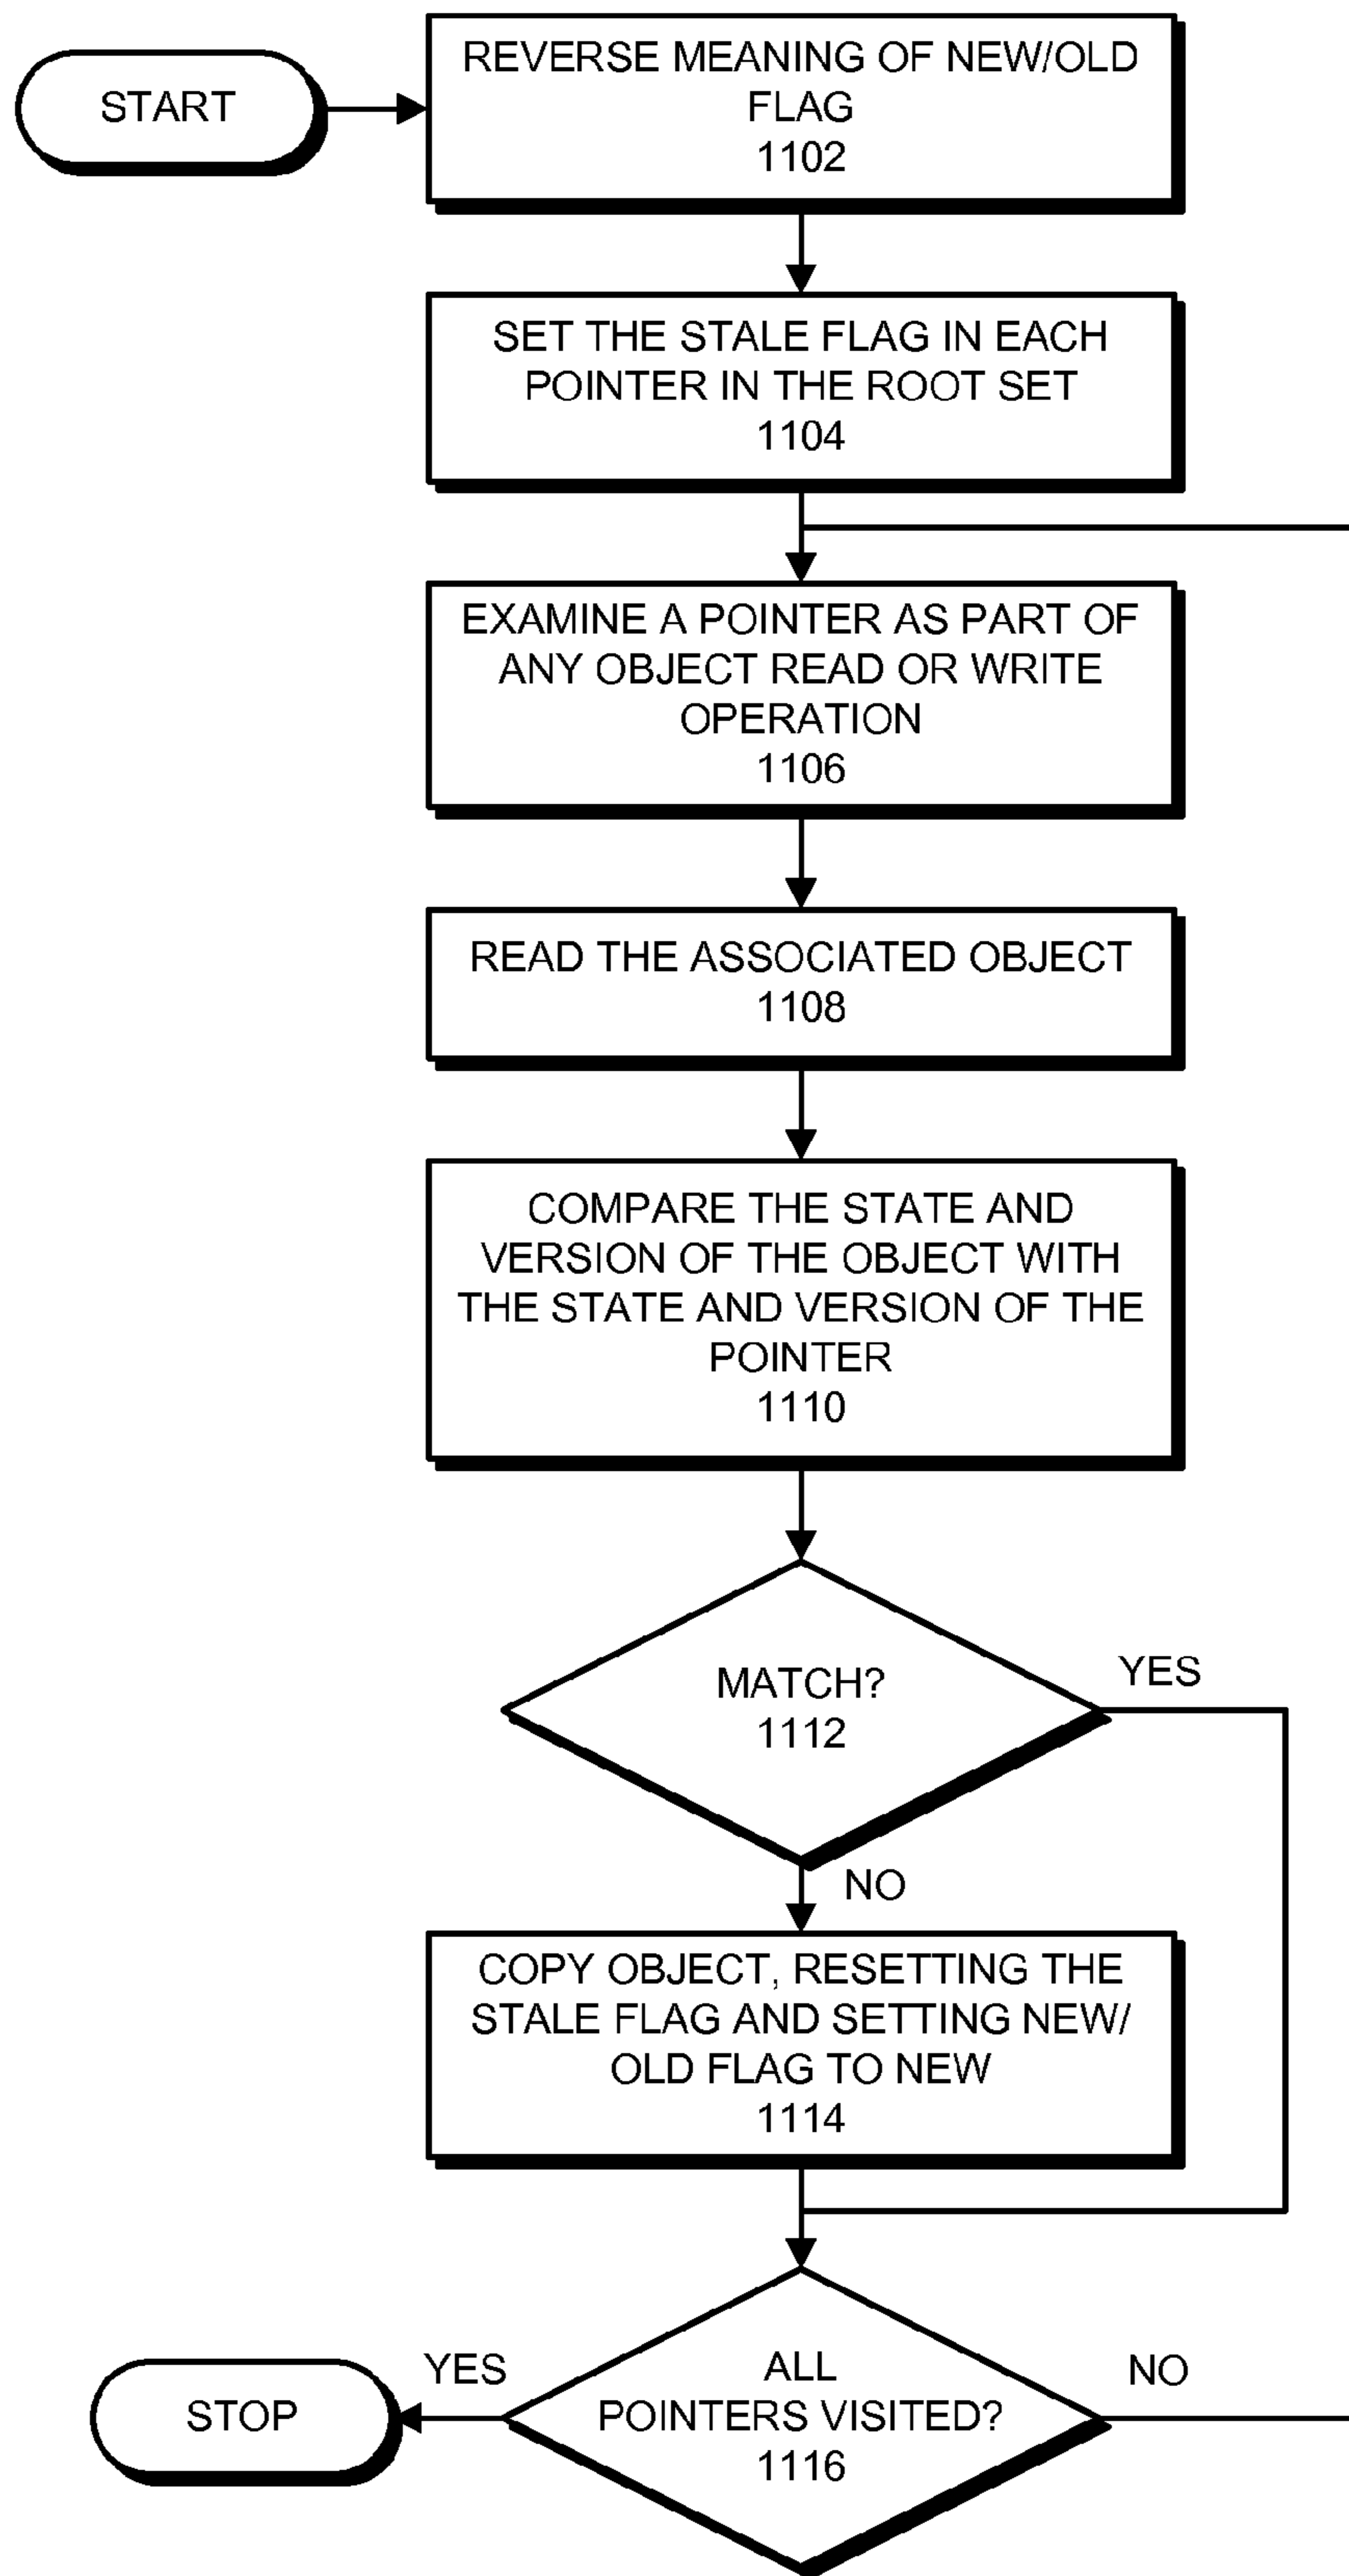 START
REVERSE MEANING OF NEW/OLD
FLAG
1102
SET THE STALE FLAG IN EACH
POINTER IN THE ROOT SET
1104
EXAMINE A POINTER AS PART OF
ANY OBJECT READ OR WRITE
OPERATION
1106
READ THE ASSOCIATED OBJECT
1108
COMPARE THE STATE AND
VERSION OF THE OBJECT WITH
THE STATE AND VERSION OF THE
POINTER
1110
MATCH?
1112
YES
NO
COPY OBJECT, RESETTING THE
STALE FLAG AND SETTING NEW/
OLD FLAG TO NEW
1114
ALL
POINTERS VISITED?
1116
YES
NO
STOP